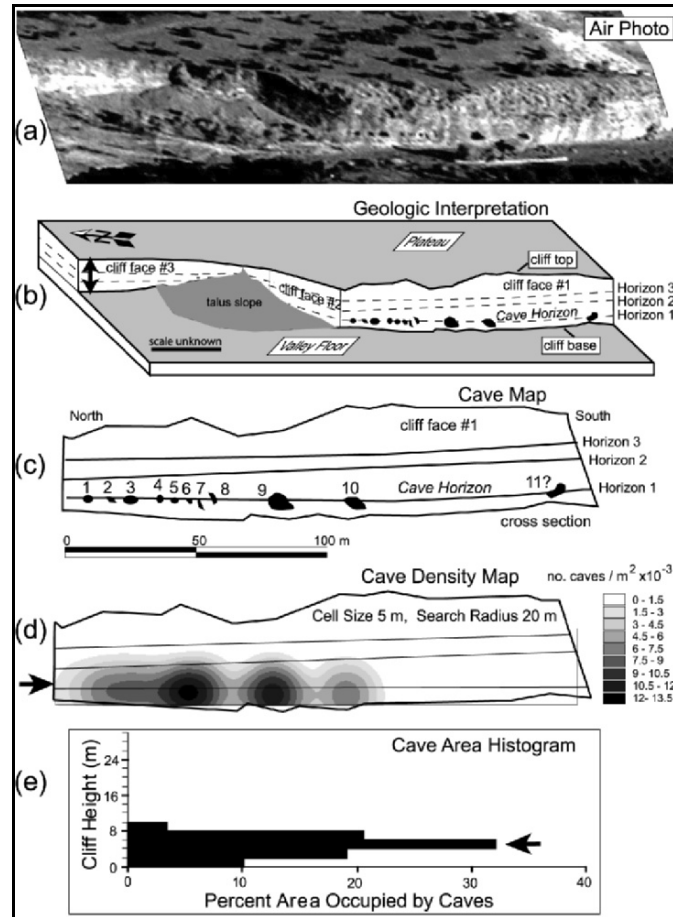 Air Photo
(a)
Geologic Interpretation
N
Plateau
cliff top
cliff face #3
cliff face #1
(b)
cliff face #2
Horizon 3
Horizon 2
talus slope
Cave Horizon
Horizon 1
scale unknown
Valley Floor
cliff base
Cave Map
North
South
cliff face #1
Horizon 3
(c)
Horizon 2
1 2 3 4 5 6 7 8 9 10 11?
Cave Horizon
Horizon 1
cross section
0 50 100 m
Cave Density Map
no. caves / m² x10⁻³
Cell Size 5 m, Search Radius 20 m
(d)
0 - 1.5
1.5 - 3
3 - 4.5
4.5 - 6
6 - 7.5
7.5 - 9
9 - 10.5
10.5 - 12
12- 13.5
Cave Area Histogram
(e)
Cliff Height (m)
24
16
8
0
0 10 20 30 40
Percent Area Occupied by Caves